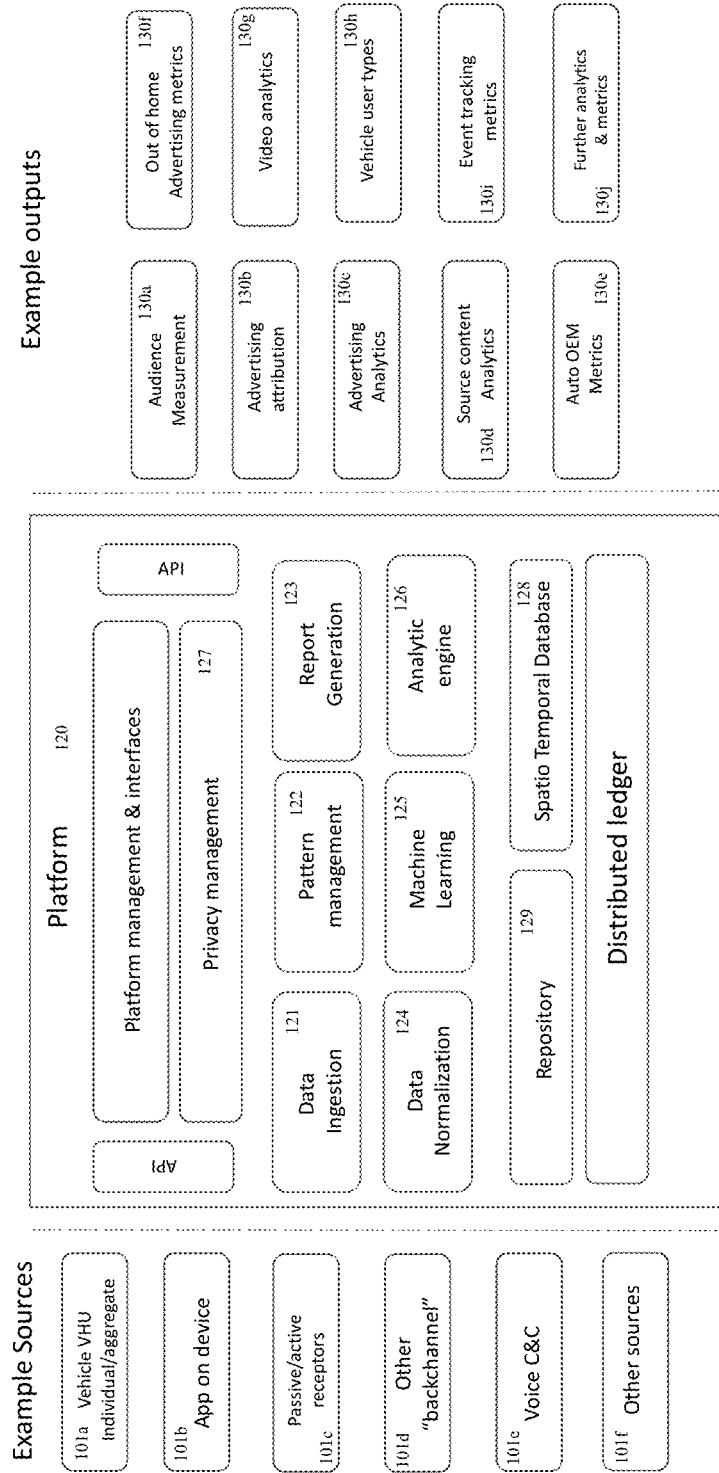 Example Sources
101a Vehicle VHU
Individual/aggregate
101b App on device
Passive/active
receptors
101c
Other
101d "backchannel"
101e Voice C&C
101f Other sources
Platform 120
API
Platform management & interfaces
Privacy management 127
API
Data
Ingestion
121
Pattern
management
122
Report
Generation
123
Data
Normalization
124
Machine
Learning
125
Analytic
engine
126
Repository 129
Spatio Temporal Database 128
Distributed ledger
Example outputs
Audience
Measurement
130a
Out of home
Advertising metrics
130f
Advertising
attribution
130b
Video analytics
130g
Advertising
Analytics
130c
Vehicle user types
130h
Source content
Analytics
130d
Event tracking
metrics
130i
Auto OEM
Metrics
130e
Further analytics
& metrics
130j